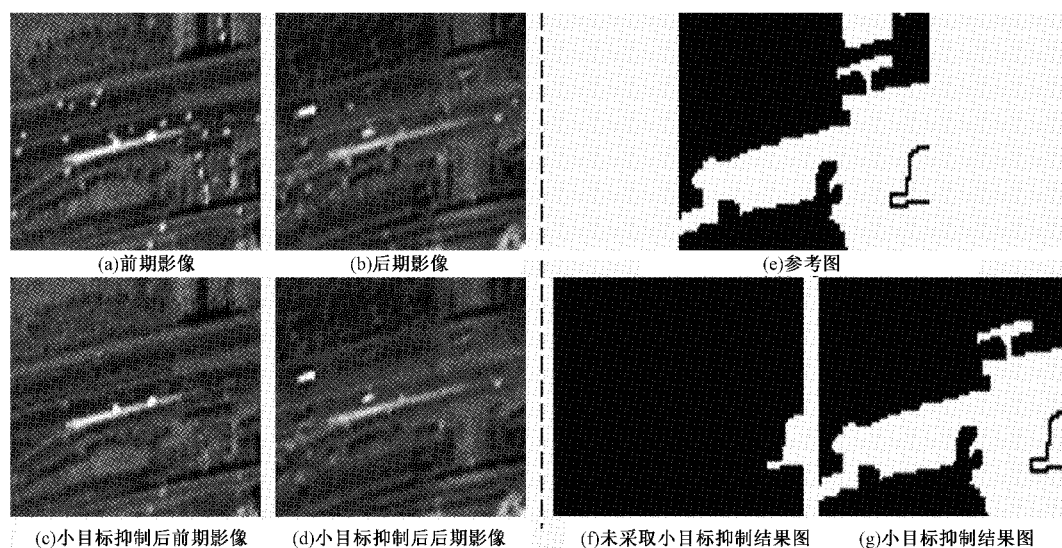 (a)前期影像
(b)后期影像
(e)参考图
(c)小目标抑制后前期影像
(d)小目标抑制后后期影像
(f)未采取小目标抑制结果图
(g)小目标抑制结果图